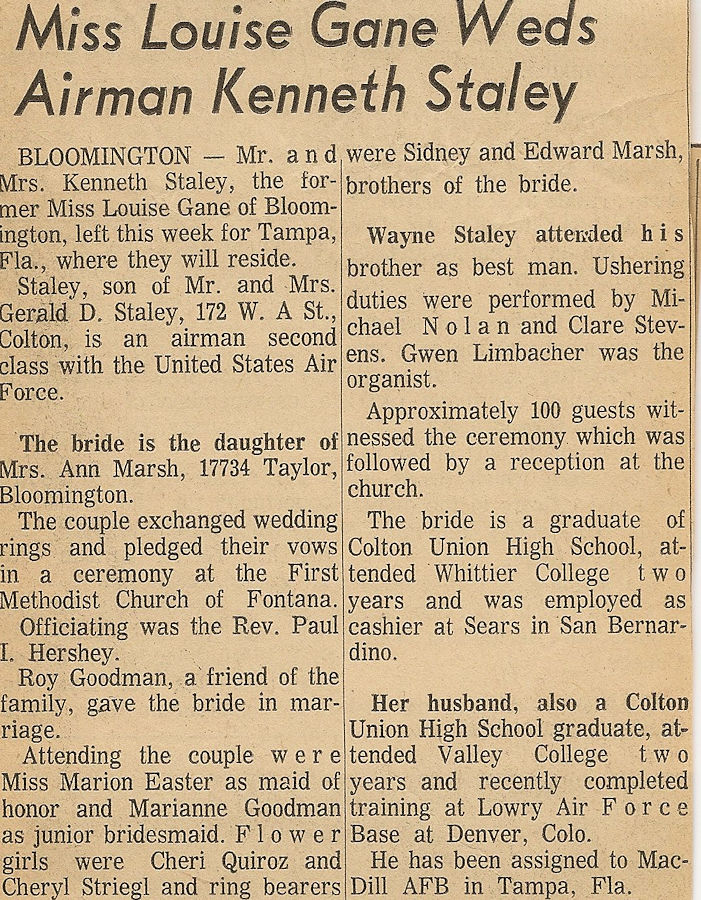 Miss Louise Gane Weds
Airman Kenneth Staley
BLOOMINGTON — Mr. and
Mrs. Kenneth Staley, the for-
mer Miss Louise Gane of Bloom-
ington, left this week for Tampa,
Fla., where they will reside.
Staley, son of Mr. and Mrs.
Gerald D. Staley, 172 W. A St.,
Colton, is an airman second
class with the United States Air
Force.
The bride is the daughter of
Mrs. Ann Marsh, 17734 Taylor,
Bloomington.
The couple exchanged wedding
rings and pledged their vows
in a ceremony at the First
Methodist Church of Fontana.
Officiating was the Rev. Paul
I. Hershey.
Roy Goodman, a friend of the
family, gave the bride in mar-
riage.
Attending the couple were
Miss Marion Easter as maid of
honor and Marianne Goodman
as junior bridesmaid. Flower
girls were Cheri Quiroz and
Cheryl Striegl and ring bearers
were Sidney and Edward Marsh,
brothers of the bride.
Wayne Staley attended his
brother as best man. Ushering
duties were performed by Mi-
chael Nolan and Clare Stev-
ens. Gwen Limbacher was the
organist.
Approximately 100 guests wit-
nessed the ceremony which was
followed by a reception at the
church.
The bride is a graduate of
Colton Union High School, at-
tended Whittier College two
years and was employed as
cashier at Sears in San Bernar-
dino.
Her husband, also a Colton
Union High School graduate, at-
tended Valley College two
years and recently completed
training at Lowry Air Force
Base at Denver, Colo.
He has been assigned to Mac-
Dill AFB in Tampa, Fla.